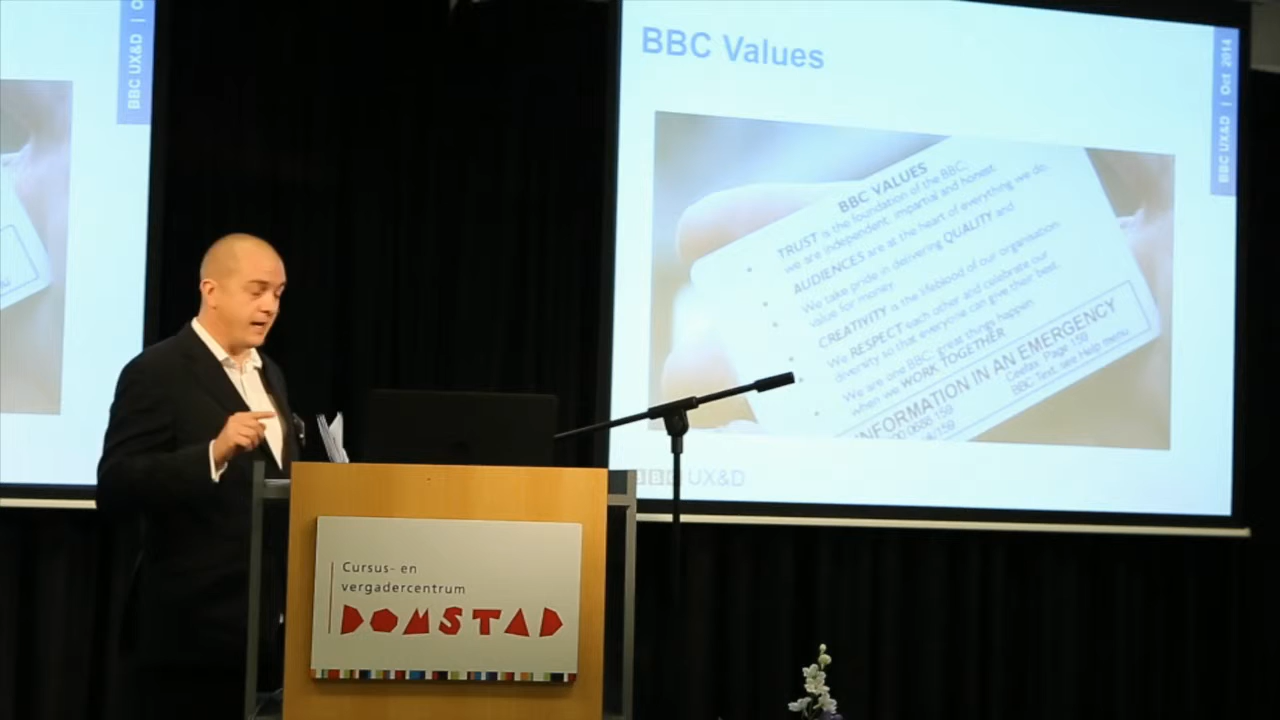 BBC UX&D | O
BBC Values
BBC UX&D | Oct 2014
BBC VALUES
TRUST is the foundation of the BBC.
we are independent, impartial and honest.
AUDIENCES are at the heart of everything we do.
We take pride in delivering QUALITY and
value for money.
CREATIVITY is the lifeblood of our organisation.
We RESPECT each other and celebrate our
diversity so that everyone can give their best.
We are one BBC: great things happen
when we WORK TOGETHER
INFORMATION IN AN EMERGENCY
Ceefax, Page 159
BBC Text, see Help menu
0688 159
BBC UX&D
Cursus- en
vergadercentrum
DOMSTAD